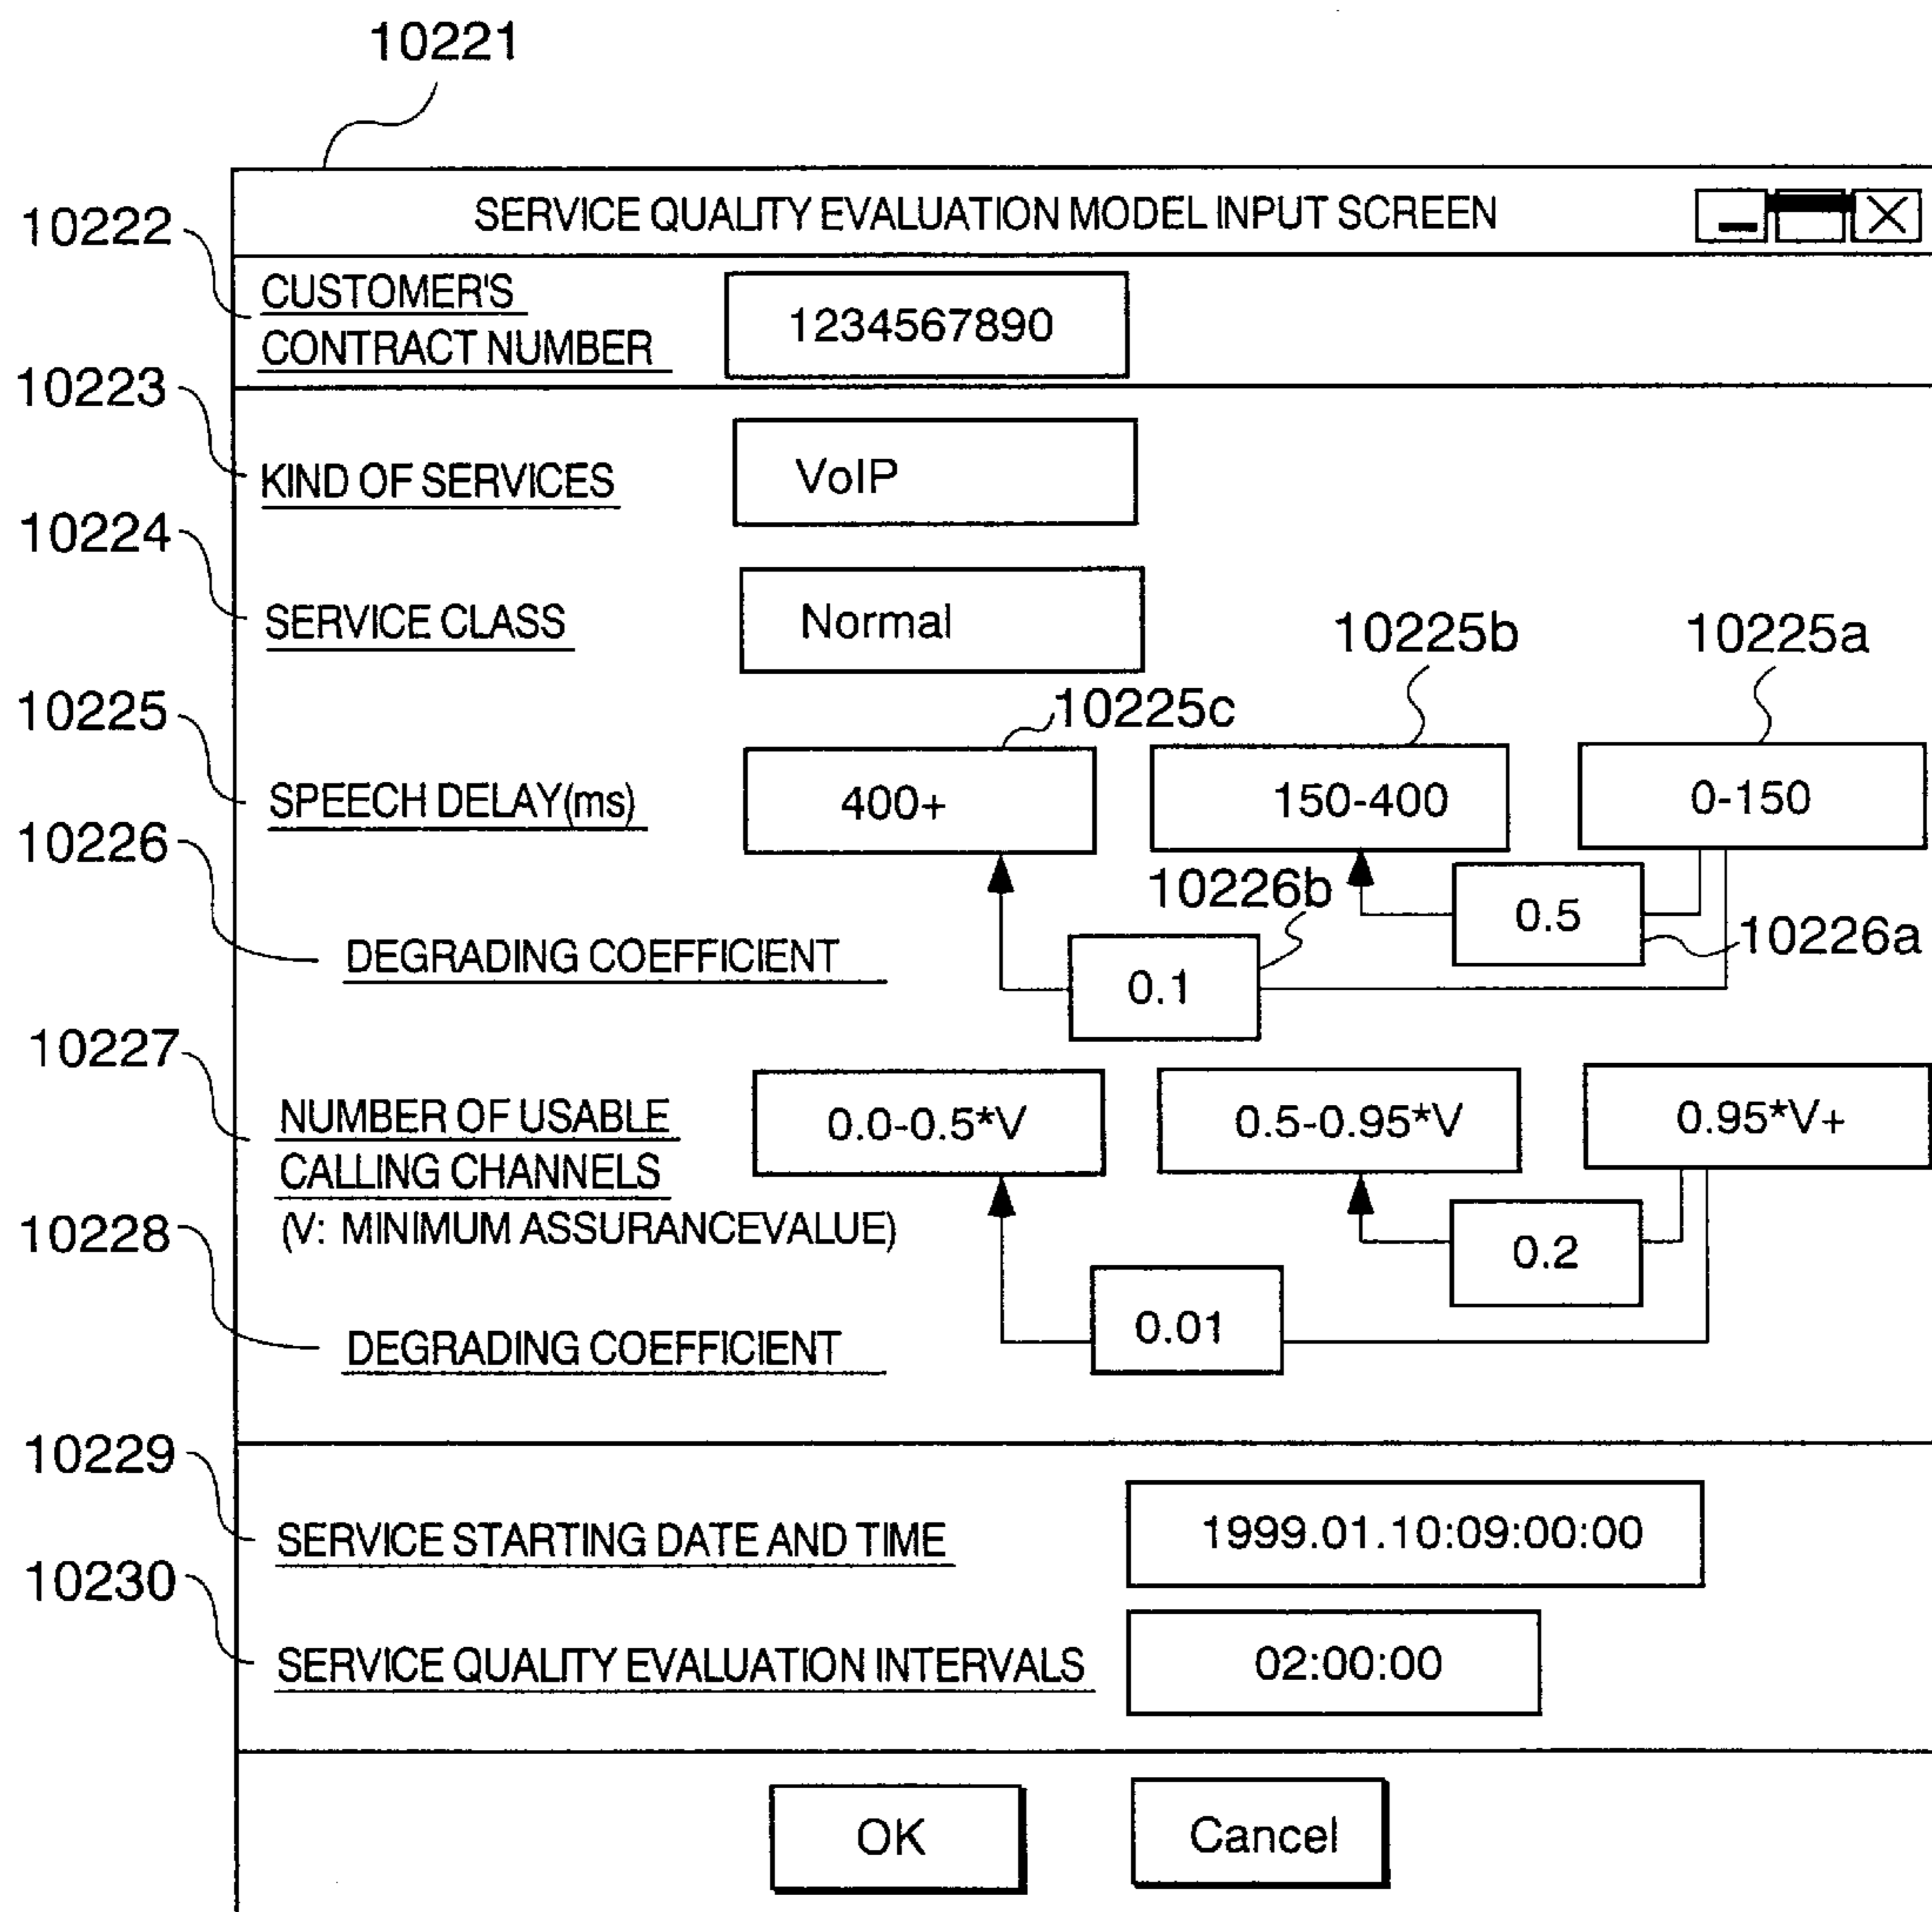 10221
SERVICE QUALITY EVALUATION MODEL INPUT SCREEN
10222
CUSTOMER'S
CONTRACT NUMBER
1234567890
10223
KIND OF SERVICES
VoIP
10224
SERVICE CLASS
Normal
10225b
10225a
10225c
10225
SPEECH DELAY(ms)
400+
150-400
0-150
10226
10226b
0.5
10226a
DEGRADING COEFFICIENT
0.1
10227
NUMBER OF USABLE
CALLING CHANNELS
(V: MINIMUM ASSURANCEVALUE)
0.0-0.5*V
0.5-0.95*V
0.95*V+
10228
0.2
DEGRADING COEFFICIENT
0.01
10229
SERVICE STARTING DATE AND TIME
1999.01.10:09:00:00
10230
SERVICE QUALITY EVALUATION INTERVALS
02:00:00
OK
Cancel